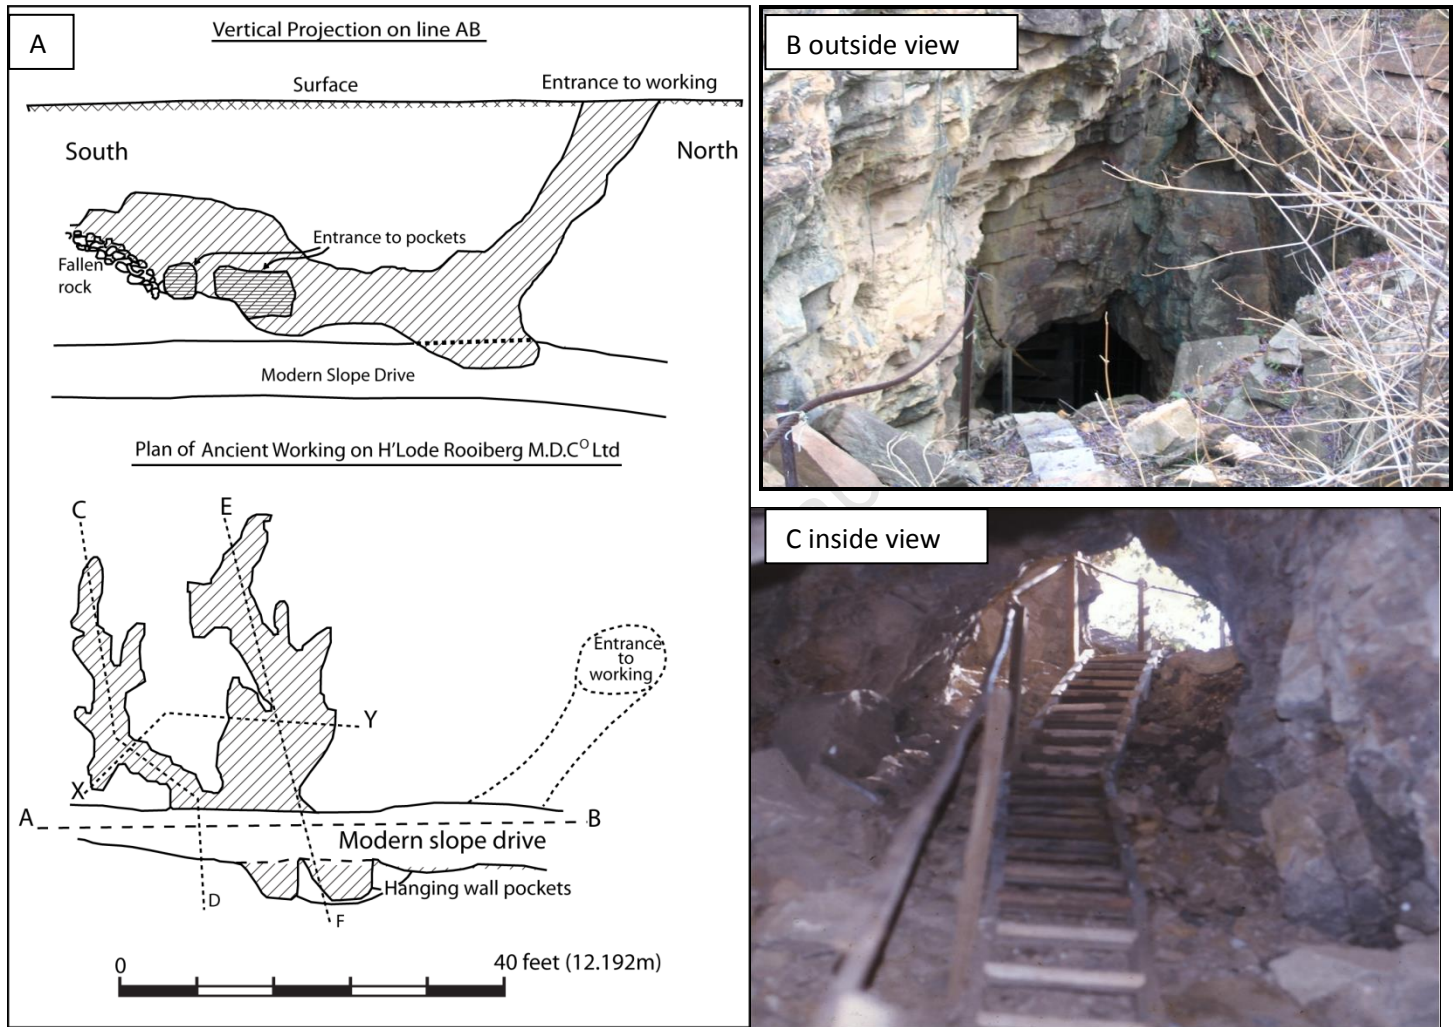 A
Vertical Projection on line AB
Surface
Entrance to working
South
North
Entrance to pockets
Fallen
rock
Modern Slope Drive
Plan of Ancient Working on H'Lode Rooiberg M.D.C^O Ltd
C
E
Entrance
to
working
Y
X
A
B
Modern slope drive
Hanging wall pockets
D
F
0
40 feet (12.192m)
B outside view
C inside view